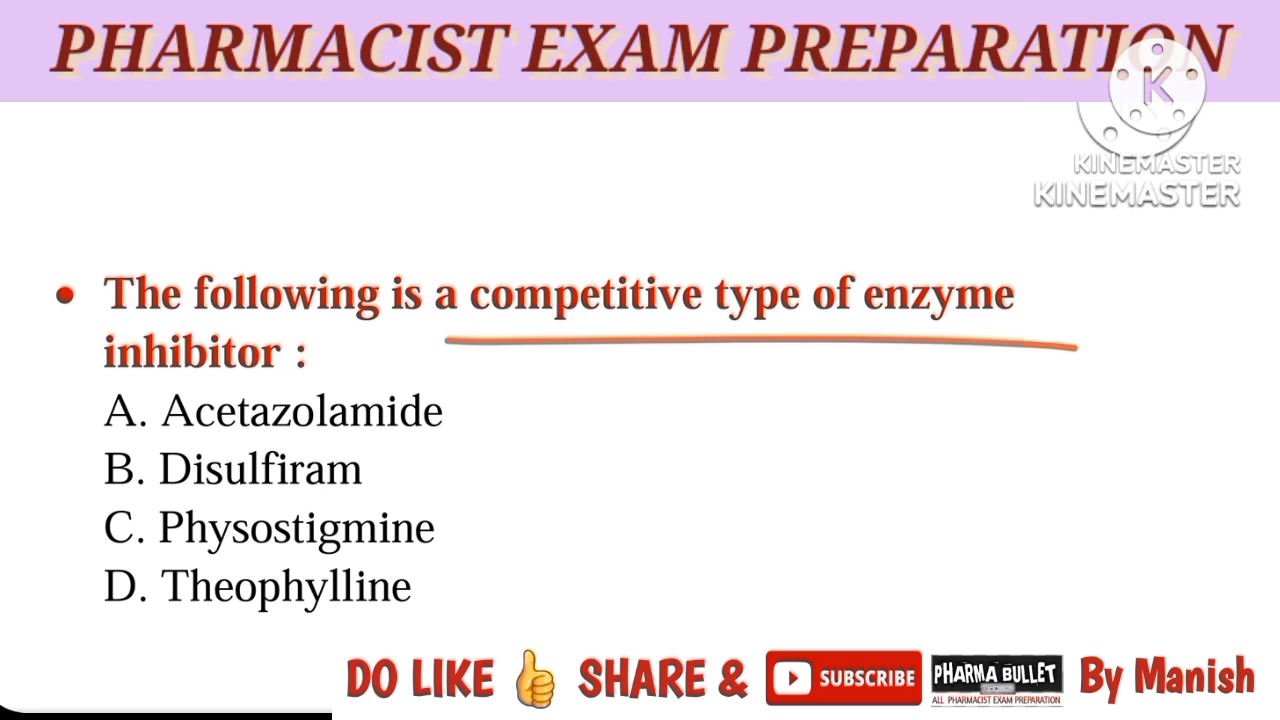 PHARMACIST EXAM PREPARATION
K
KINEMASTER
KINEMASTER
• The following is a competitive type of enzyme
inhibitor :
A. Acetazolamide
B. Disulfiram
C. Physostigmine
D. Theophylline
DO LIKE 👍 SHARE & SUBSCRIBE PHARMA BULLET By Manish
ALL PHARMACIST EXAM PREPARATION